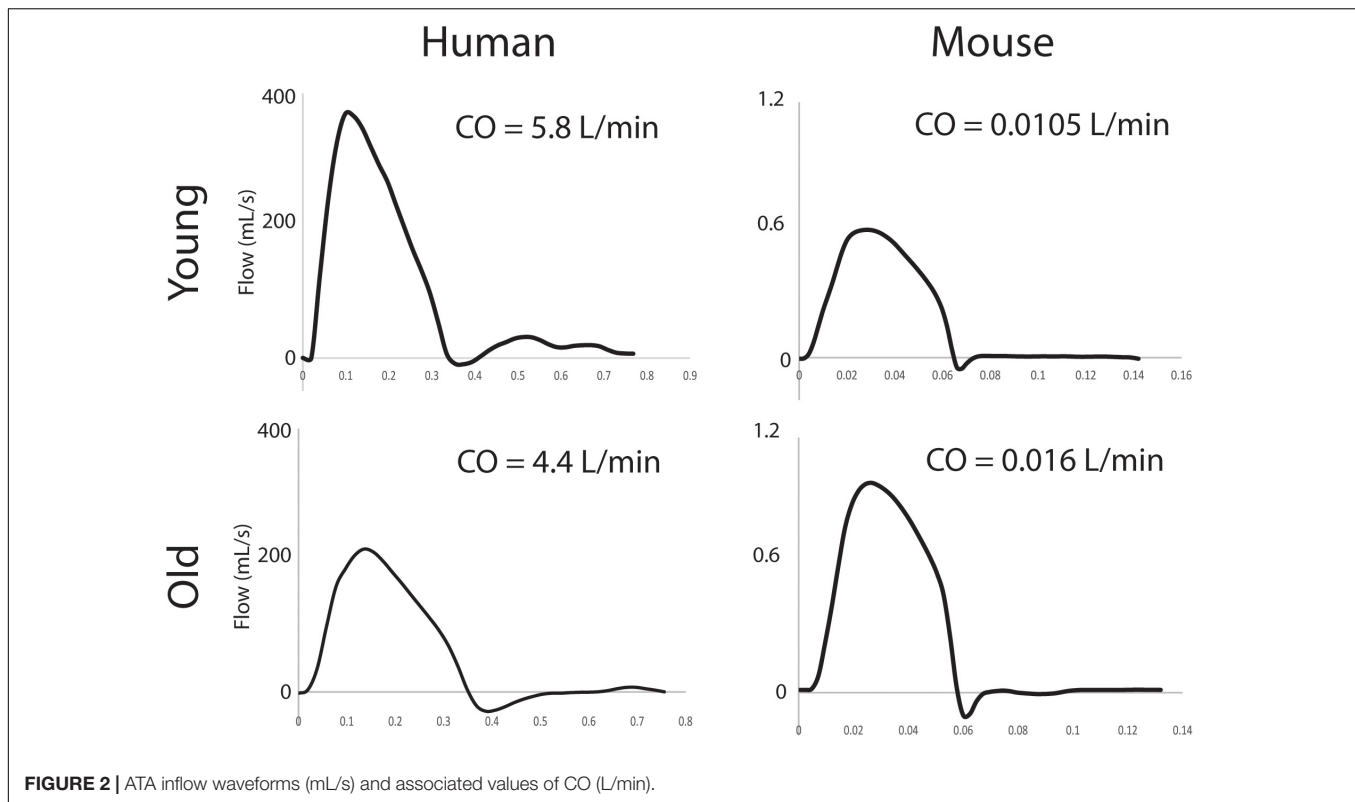 Human
Mouse
Young
Flow (mL/s)
400
200
0
CO = 5.8 L/min
0 0.1 0.2 0.3 0.4 0.5 0.6 0.7 0.8 0.9
1.2
0.6
0
CO = 0.0105 L/min
0 0.02 0.04 0.06 0.08 0.1 0.12 0.14 0.16
Old
Flow (mL/s)
400
200
0
CO = 4.4 L/min
0 0.1 0.2 0.3 0.4 0.5 0.6 0.7 0.8
1.2
0.6
0
CO = 0.016 L/min
0 0.02 0.04 0.06 0.08 0.1 0.12 0.14
FIGURE 2 | ATA inflow waveforms (mL/s) and associated values of CO (L/min).